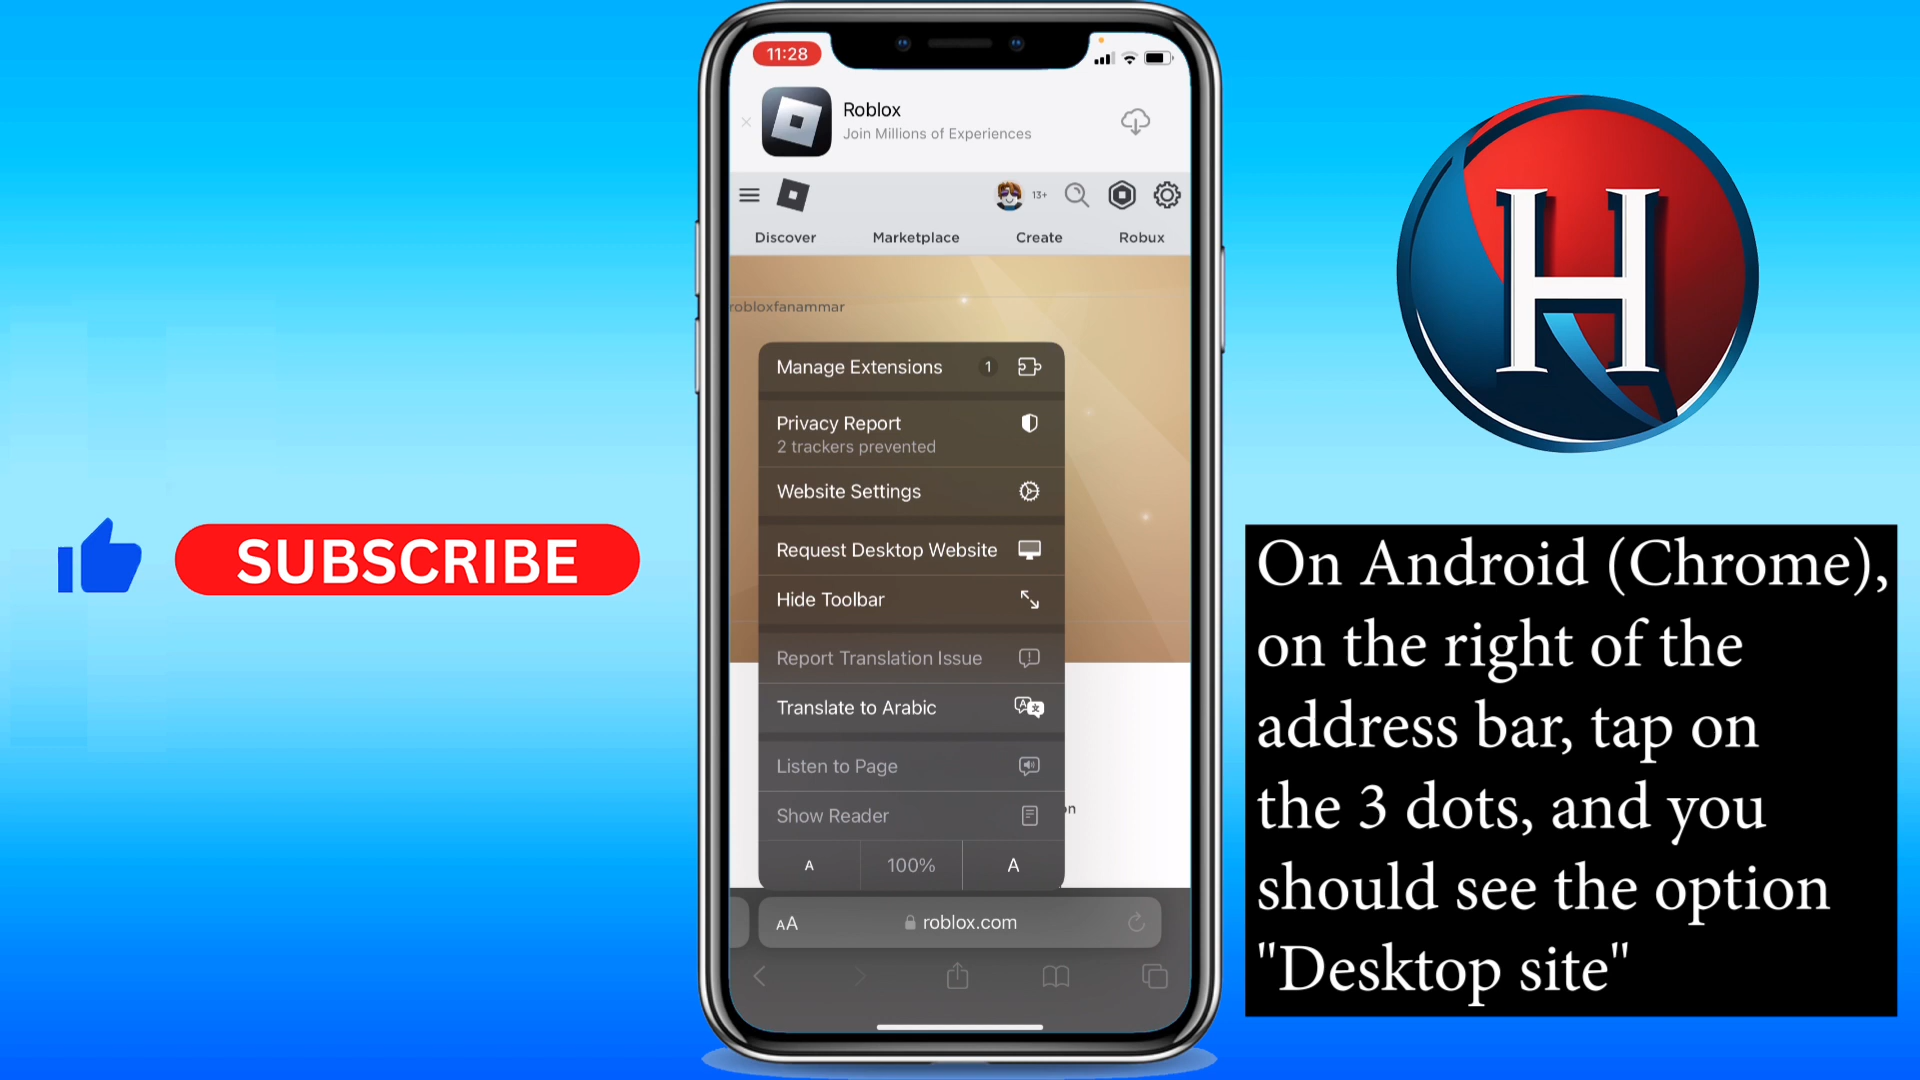 11:28
Roblox
Join Millions of Experiences
13+
Discover Marketplace Create Robux
robloxfanammar
Manage Extensions 1
Privacy Report
2 trackers prevented
Website Settings
Request Desktop Website
Hide Toolbar
Report Translation Issue
Translate to Arabic
Listen to Page
Show Reader
A 100% A
AA roblox.com
SUBSCRIBE
H
On Android (Chrome),
on the right of the
address bar, tap on
the 3 dots, and you
should see the option
"Desktop site"